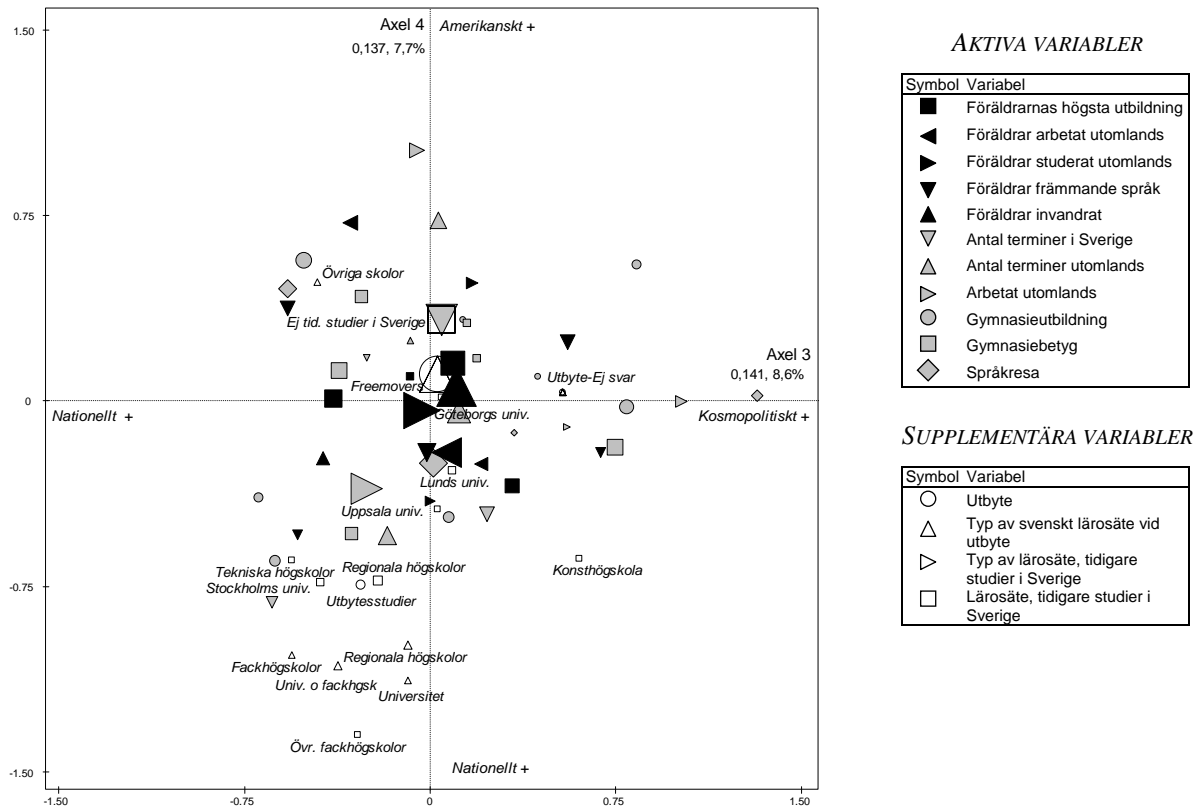 1.50
0.75
0
-0.75
-1.50
-1.50
-0.75
0
0.75
1.50
Axel 4
0,137, 7,7%
Amerikanskt +
Övriga skolor
Ej tid. studier i Sverige
Axel 3
0,141, 8,6%
Freemovers
Utbyte-Ej svar
Nationellt +
Göteborgs univ.
Kosmopolitiskt +
Lunds univ.
Uppsala univ.
Tekniska högskolor
Regionala högskolor
Konsthögskola
Stockholms univ.
Utbytesstudier
Fackhögskolor
Regionala högskolor
Univ. o fackhgsk
Universitet
Övr. fackhögskolor
Nationellt +
AKTIVA VARIABLER
Symbol Variabel
Föräldrarnas högsta utbildning
Föräldrar arbetat utomlands
Föräldrar studerat utomlands
Föräldrar främmande språk
Föräldrar invandrat
Antal terminer i Sverige
Antal terminer utomlands
Arbetat utomlands
Gymnasieutbildning
Gymnasiebetyg
Språkresa
SUPPLEMENTÄRA VARIABLER
Symbol Variabel
Utbyte
Typ av svenskt lärosäte vid
utbyte
Typ av lärosäte, tidigare
studier i Sverige
Lärosäte, tidigare studier i
Sverige